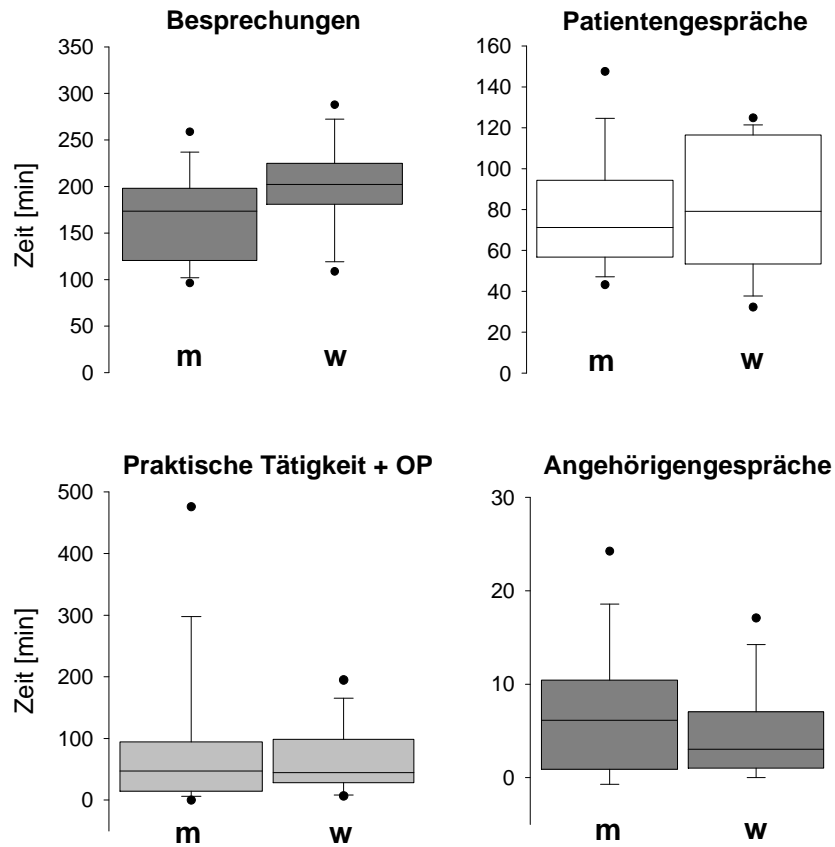 Besprechungen
350
300
250
200
150
100
50
0
Zeit [min]
m
w
Patientengespräche
160
140
120
100
80
60
40
20
0
m
w
Praktische Tätigkeit + OP
500
400
300
200
100
0
Zeit [min]
m
w
Angehörigengespräche
30
20
10
0
m
w